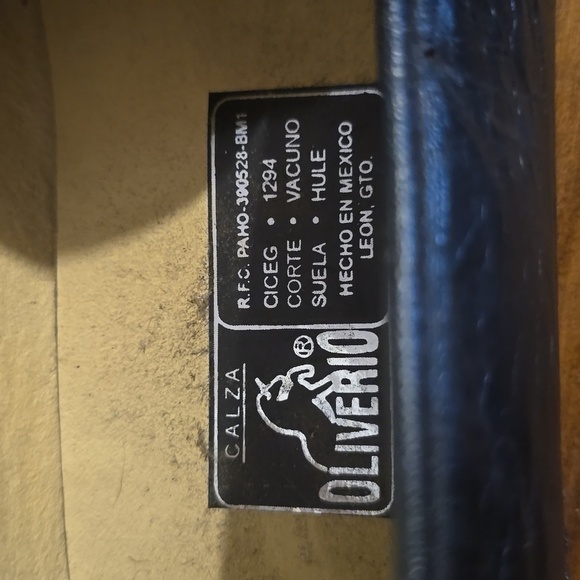 CALZA
OLIVERIO ®
R.F.C. PAHO-390528-BM1
CICEG • 1294
CORTE • VACUNO
SUELA • HULE
HECHO EN MEXICO
LEON, GTO.